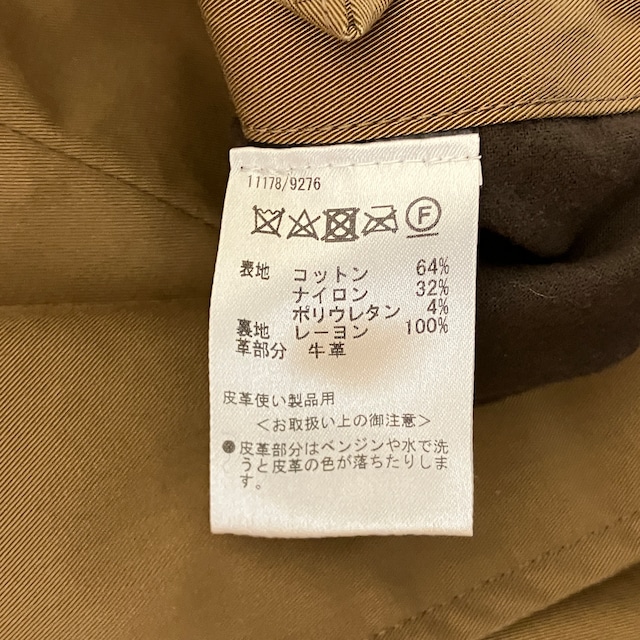 11178/9276
F
表地 コットン 64%
ナイロン 32%
ポリウレタン 4%
裏地 レーヨン 100%
革部分 牛革
皮革使い製品用
＜お取扱い上の御注意＞
●皮革部分はベンジンや水で洗
うと皮革の色が落ちたりしま
す。